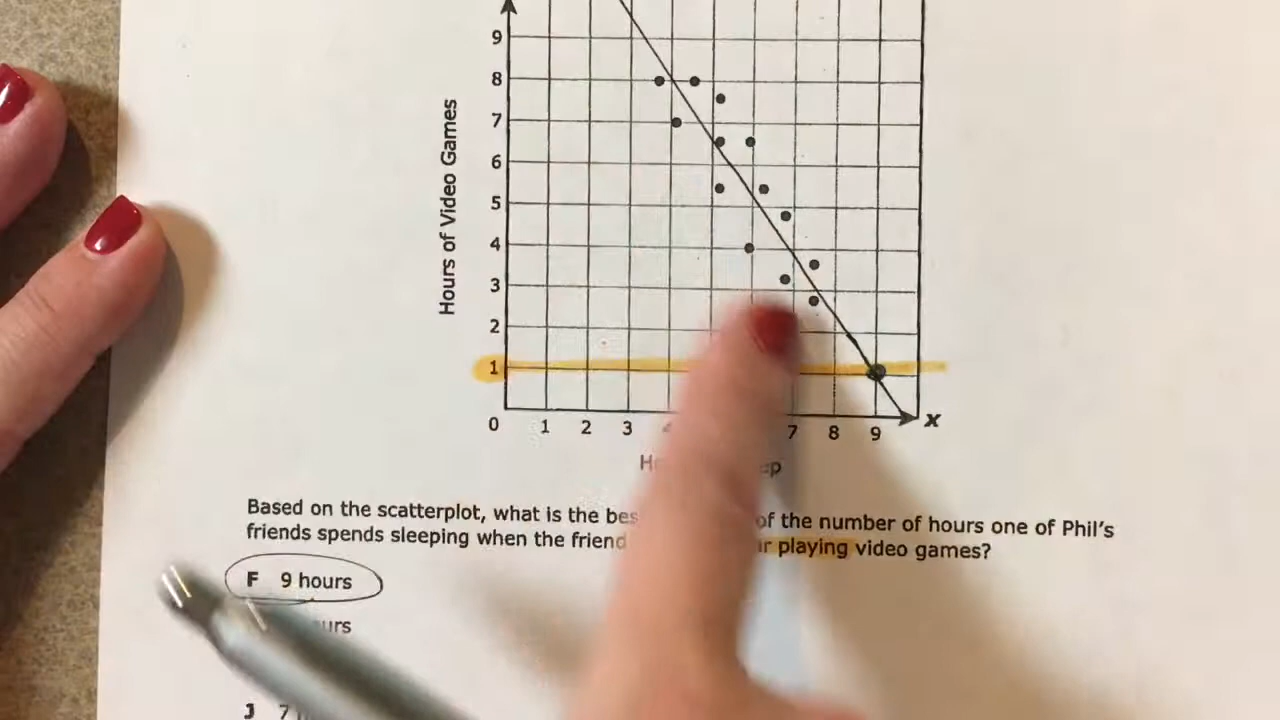 9
8
7
6
5
4
3
2
1
0 1 2 3 7 8 9 x
Hours of Video Games
Based on the scatterplot, what is the of the number of hours one of Phil's
friends spends sleeping when the friend playing video games?
F 9 hours
J 7